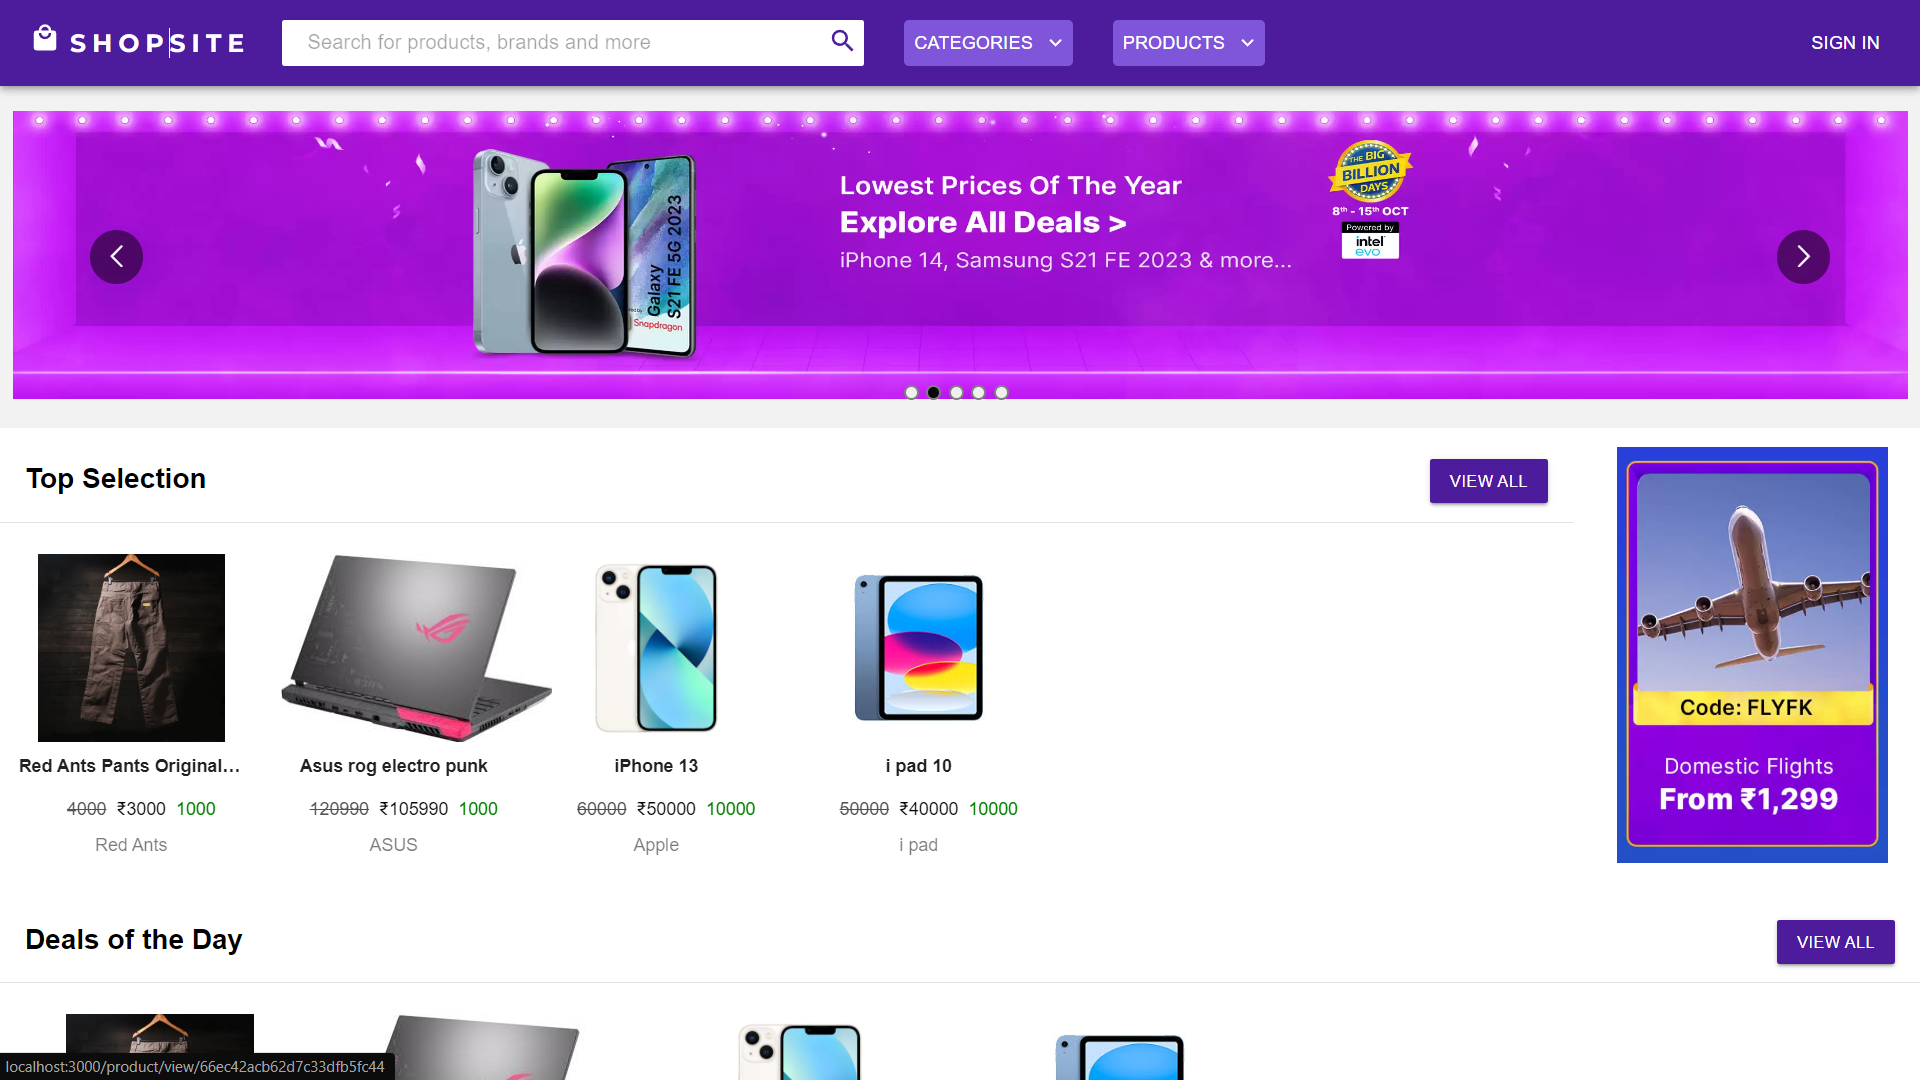 SHOPSITE
Search for products, brands and more
CATEGORIES
PRODUCTS
SIGN IN
Lowest Prices Of The Year
Explore All Deals >
iPhone 14, Samsung S21 FE 2023 & more...
THE BIG
BILLION
DAYS
8th - 15th OCT
Powered by
intel
evo
Galaxy
S21 FE 5G 2023
Snapdragon
Top Selection
VIEW ALL
Red Ants Pants Original...
4000 ₹3000 1000
Red Ants
Asus rog electro punk
120990 ₹105990 1000
ASUS
iPhone 13
60000 ₹50000 10000
Apple
i pad 10
50000 ₹40000 10000
i pad
Code: FLYFK
Domestic Flights
From ₹1,299
Deals of the Day
VIEW ALL
localhost:3000/product/view/66ec42acb62d7c33dfb5fc44